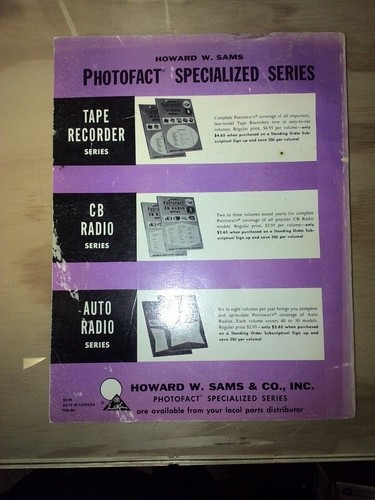 HOWARD W. SAMS
PHOTOFACT SPECIALIZED SERIES
TAPE
RECORDER
SERIES
Complete PHOTOFACT coverage of all important,
late-model Tape Recorders now in easy-to-use
volumes. Regular price, $4.95 per volume—only
$4.65 when purchased on a Standing Order Sub-
scription! Sign up and save 30¢ per volume!
CB
RADIO
SERIES
Two to three volumes issued yearly for complete
PHOTOFACT coverage of all popular CB Radio
models. Regular price, $2.95 per volume—only
$2.65 when purchased on a Standing Order Sub-
scription! Sign up and save 30¢ per volume!
AUTO
RADIO
SERIES
Six to eight volumes per year brings you complete
and up-to-date PHOTOFACT coverage of Auto
Radios. Each volume covers 40 to 50 models.
Regular price $2.95—only $2.65 when purchased
on a Standing Order Subscription! Sign up and
save 30¢ per volume!
HOWARD W. SAMS & CO., INC.
PHOTOFACT SPECIALIZED SERIES
are available from your local parts distributor
IN CANADA